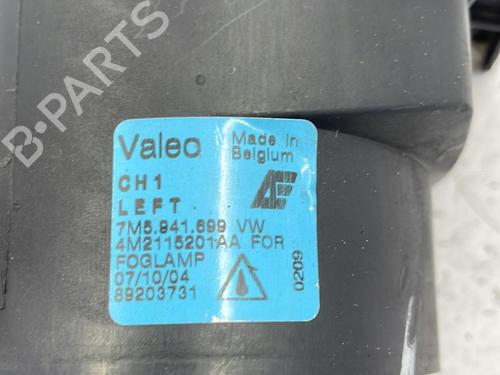 Valeo
Made in
Belgium
CH1
LEFT
7M5.941.699 VW
4M2115201AA FOR
FOGLAMP
07/10/04
89203731
0209
B-PARTS